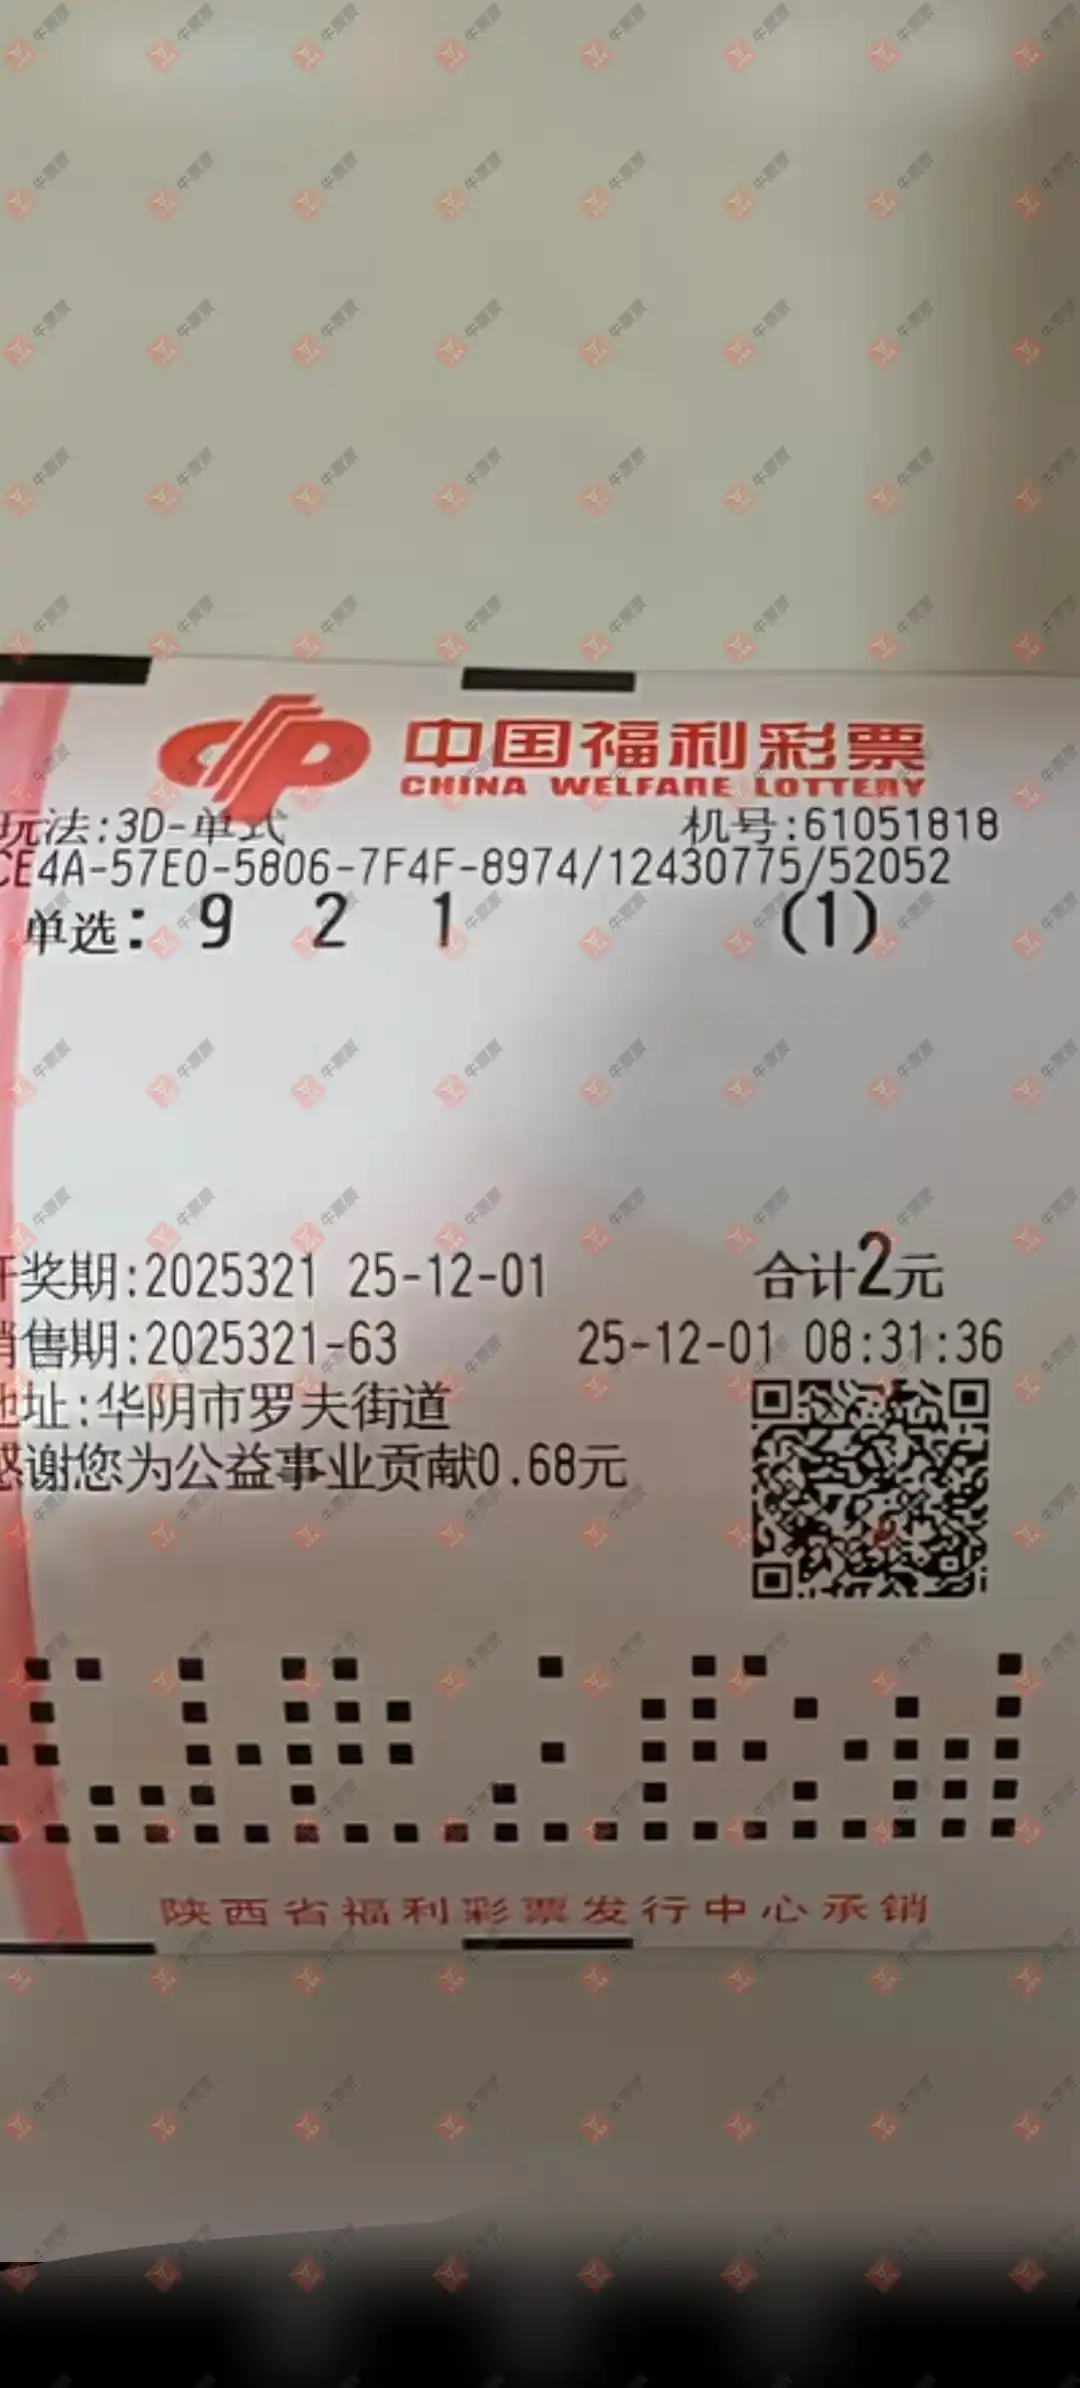 中国福利彩票
CHINA WELFARE LOTTERY
玩法:3D-单式 机号:61051818
CE4A-57E0-5806-7F4F-8974/12430775/52052
单选: 9 2 1 (1)
开奖期:2025321 25-12-01 合计2元
销售期:2025321-63 25-12-01 08:31:36
地址:华阴市罗夫街道
感谢您为公益事业贡献0.68元
陕西省福利彩票发行中心承销
牛票票